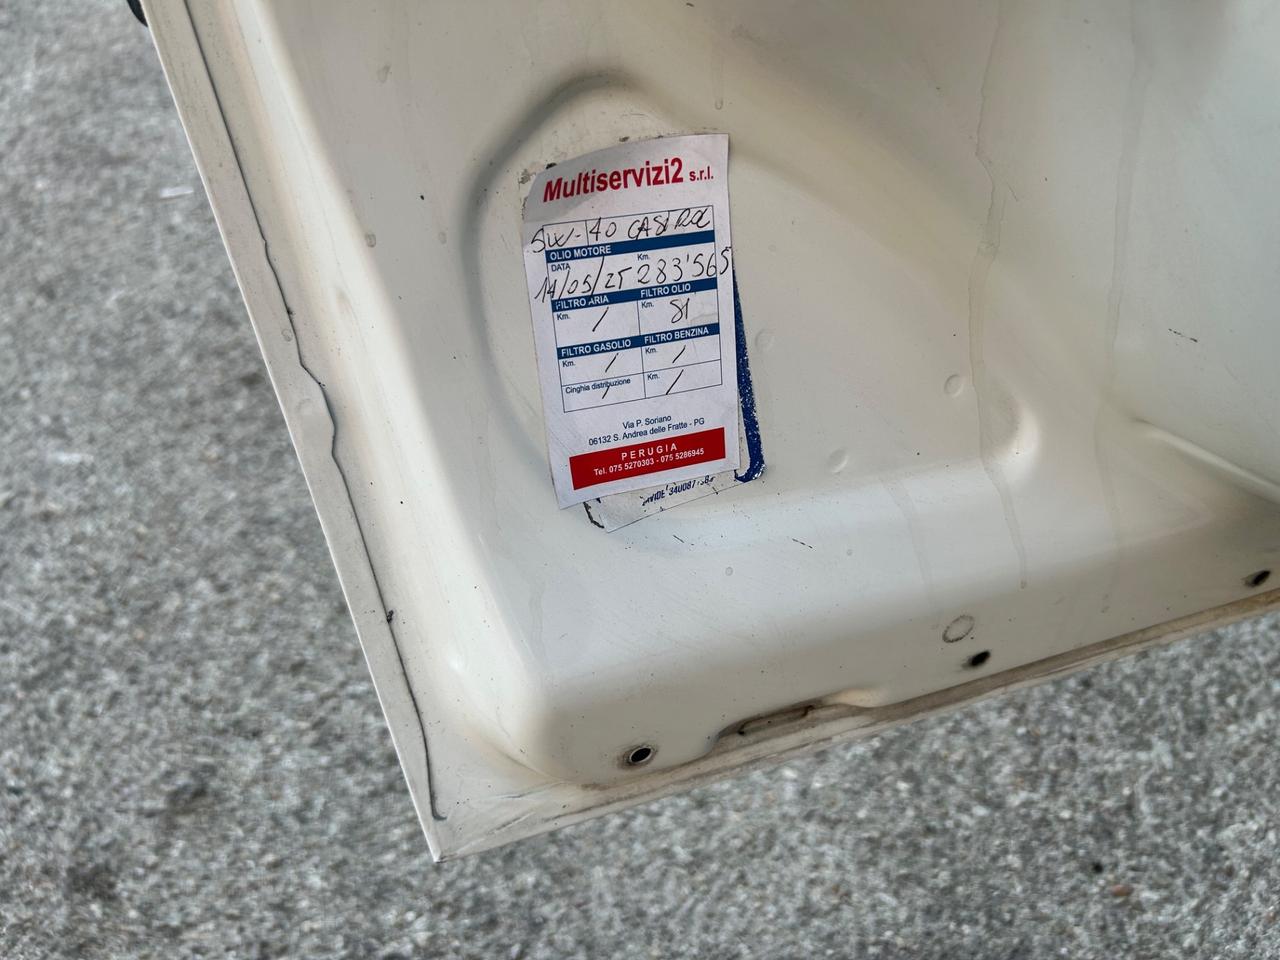 Multiservizi2 s.r.l.
5W-40 CASTROL
OLIO MOTORE
DATA Km.
14/05/25 283'565
FILTRO ARIA FILTRO OLIO
Km. / Km. SI
FILTRO GASOLIO FILTRO BENZINA
Km. / Km. /
Cinghia distribuzione / Km. /
Via P. Soriano
06132 S. Andrea delle Fratte - PG
PERUGIA
Tel. 075 5270303 - 075 5286945